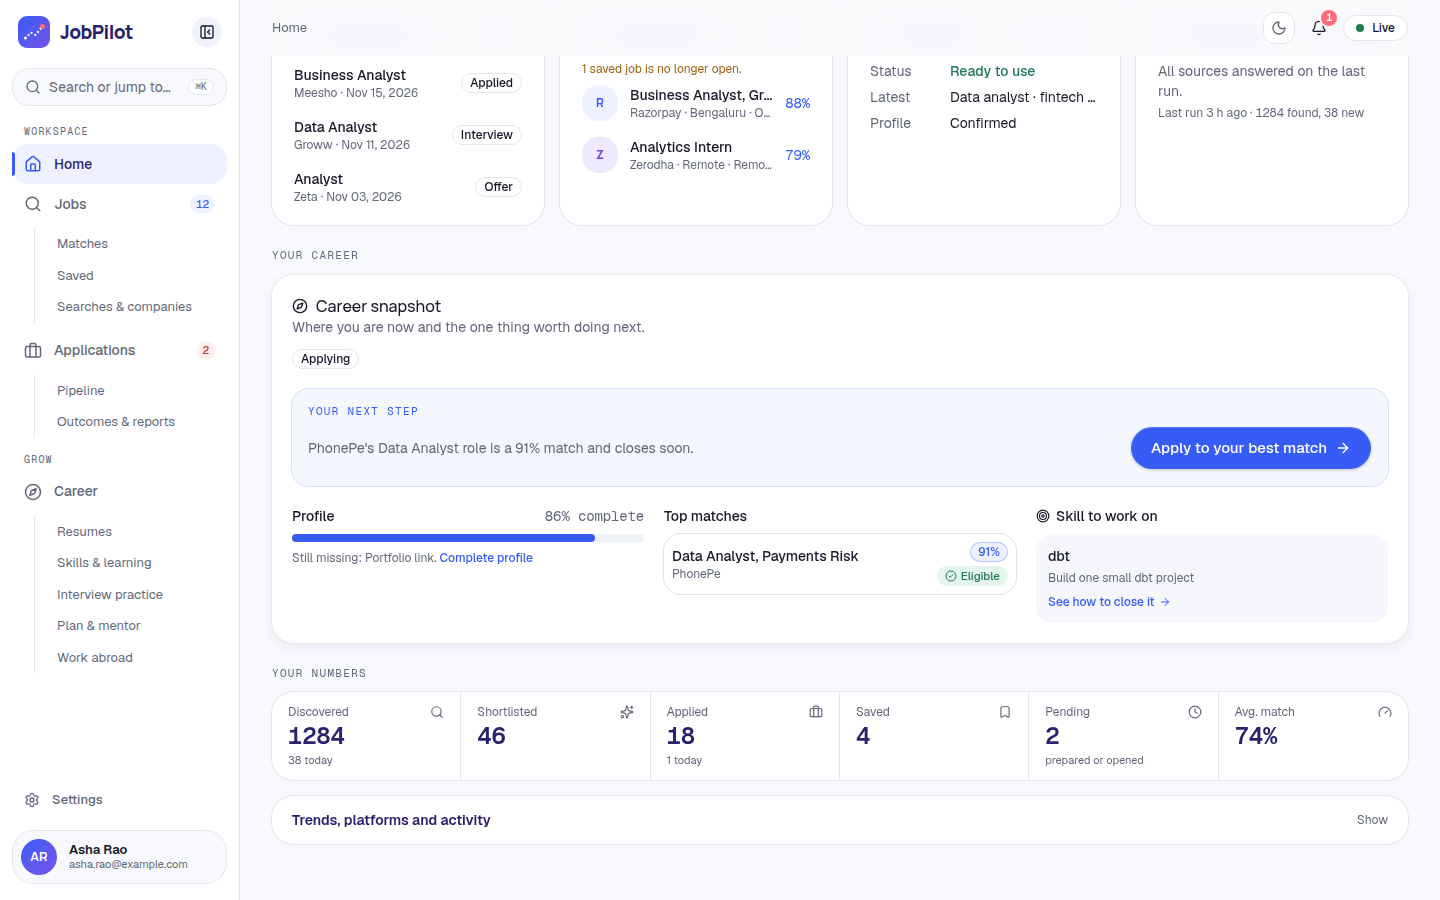 JobPilot
Search or jump to...
⌘K
WORKSPACE
Home
Jobs
12
Matches
Saved
Searches & companies
Applications
2
Pipeline
Outcomes & reports
GROW
Career
Resumes
Skills & learning
Interview practice
Plan & mentor
Work abroad
Settings
AR
Asha Rao
asha.rao@example.com
Home
1
Live
Business Analyst
Meesho · Nov 15, 2026
Applied
Data Analyst
Groww · Nov 11, 2026
Interview
Analyst
Zeta · Nov 03, 2026
Offer
1 saved job is no longer open.
R
Business Analyst, Gr...
Razorpay · Bengaluru · O...
88%
Z
Analytics Intern
Zerodha · Remote · Remo...
79%
Status
Ready to use
Latest
Data analyst · fintech ...
Profile
Confirmed
All sources answered on the last
run.
Last run 3 h ago · 1284 found, 38 new
YOUR CAREER
Career snapshot
Where you are now and the one thing worth doing next.
Applying
YOUR NEXT STEP
PhonePe's Data Analyst role is a 91% match and closes soon.
Apply to your best match
Profile
86% complete
Still missing: Portfolio link. Complete profile
Top matches
Data Analyst, Payments Risk
PhonePe
91%
Eligible
Skill to work on
dbt
Build one small dbt project
See how to close it
YOUR NUMBERS
Discovered
1284
38 today
Shortlisted
46
Applied
18
1 today
Saved
4
Pending
2
prepared or opened
Avg. match
74%
Trends, platforms and activity
Show